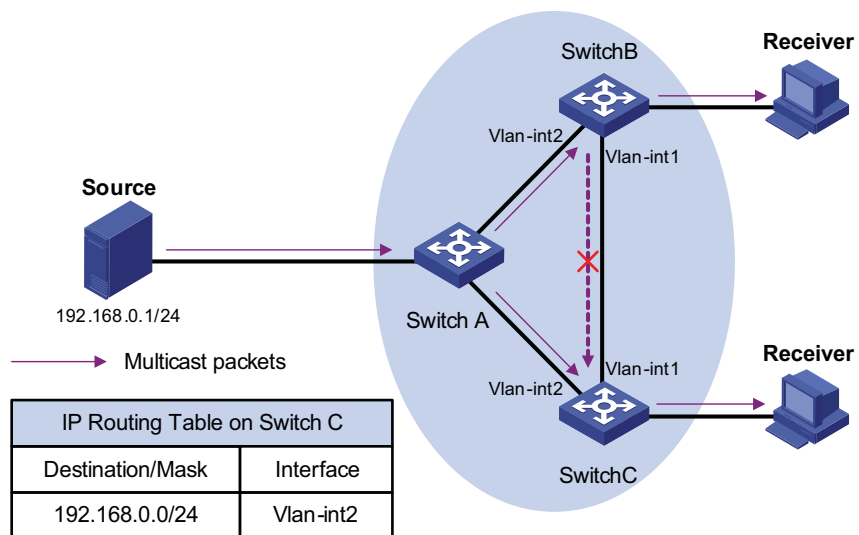 Receiver
SwitchB
Vlan-int2
Vlan-int1
Source
192.168.0.1/24
Switch A
Multicast packets
Vlan-int1
Vlan-int2
Receiver
SwitchC
IP Routing Table on Switch C
Destination/Mask Interface
192.168.0.0/24 Vlan-int2